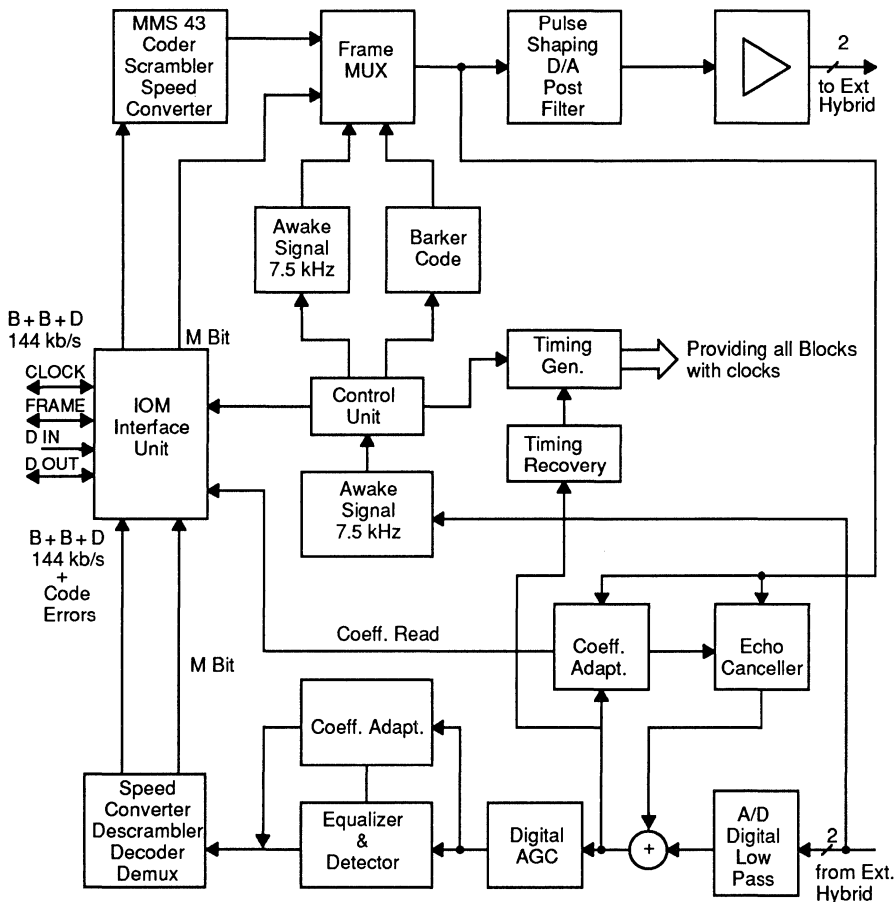 MMS 43
Coder
Scrambler
Speed
Converter
Frame
MUX
Pulse
Shaping
D/A
Post
Filter
2
to Ext
Hybrid
Awake
Signal
7.5 kHz
Barker
Code
B + B + D
144 kb/s
M Bit
CLOCK
FRAME
D IN
D OUT
IOM
Interface
Unit
Control
Unit
Timing
Gen.
Providing all Blocks
with clocks
Timing
Recovery
Awake
Signal
7.5 kHz
B + B + D
144 kb/s
+
Code
Errors
Coeff. Read
Coeff.
Adapt.
Echo
Canceller
M Bit
Coeff. Adapt.
Speed
Converter
Descrambler
Decoder
Demux
Equalizer
&
Detector
Digital
AGC
+
A/D
Digital
Low
Pass
2
from Ext.
Hybrid